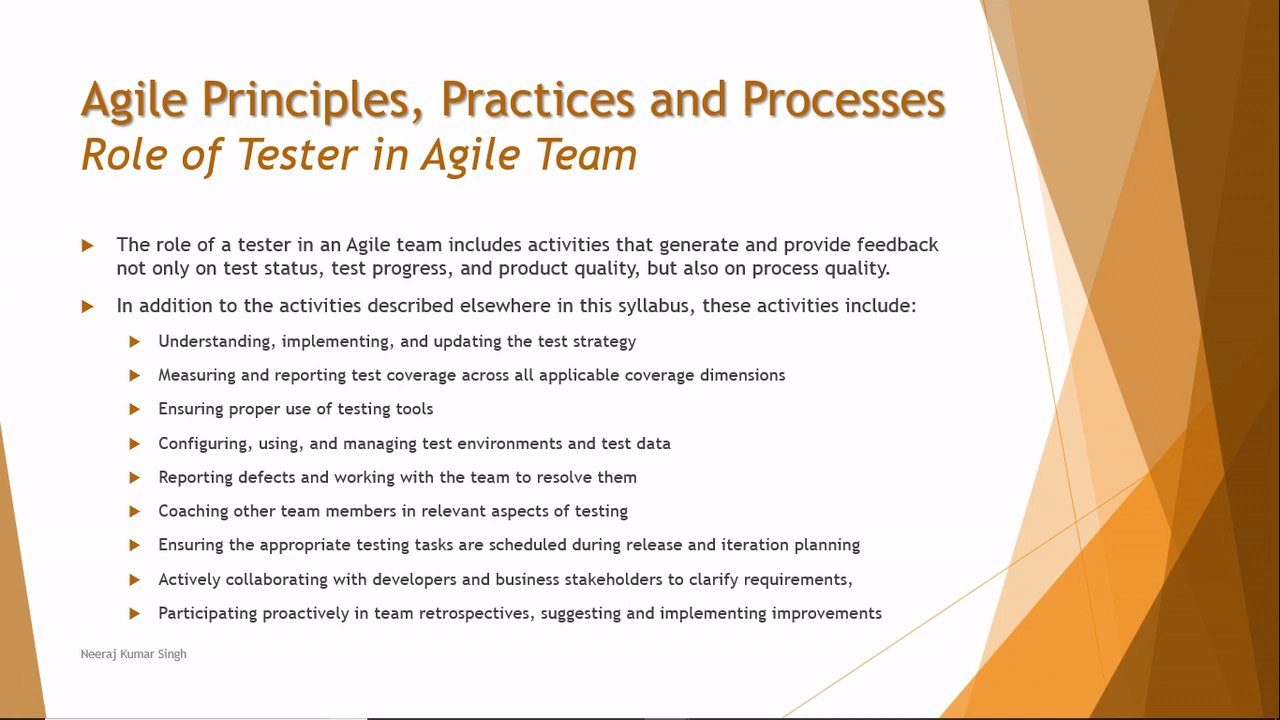 Agile Principles, Practices and Processes
Role of Tester in Agile Team
The role of a tester in an Agile team includes activities that generate and provide feedback
not only on test status, test progress, and product quality, but also on process quality.
In addition to the activities described elsewhere in this syllabus, these activities include:
Understanding, implementing, and updating the test strategy
Measuring and reporting test coverage across all applicable coverage dimensions
Ensuring proper use of testing tools
Configuring, using, and managing test environments and test data
Reporting defects and working with the team to resolve them
Coaching other team members in relevant aspects of testing
Ensuring the appropriate testing tasks are scheduled during release and iteration planning
Actively collaborating with developers and business stakeholders to clarify requirements,
Participating proactively in team retrospectives, suggesting and implementing improvements
Neeraj Kumar Singh